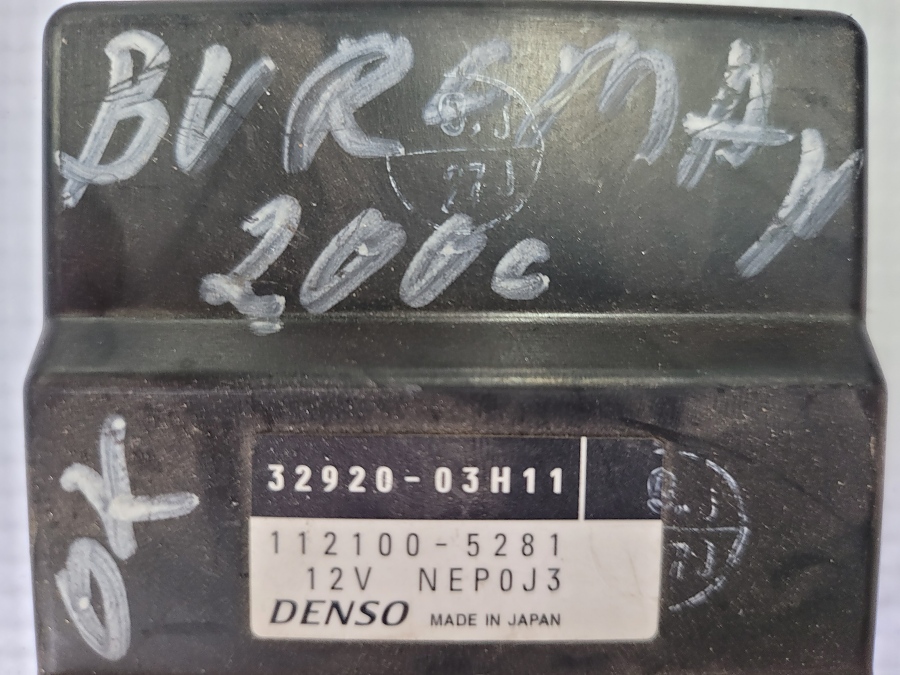 BURGMAN
200c
OK
32920-03H11
112100-5281
12V NEP0J3
DENSO MADE IN JAPAN